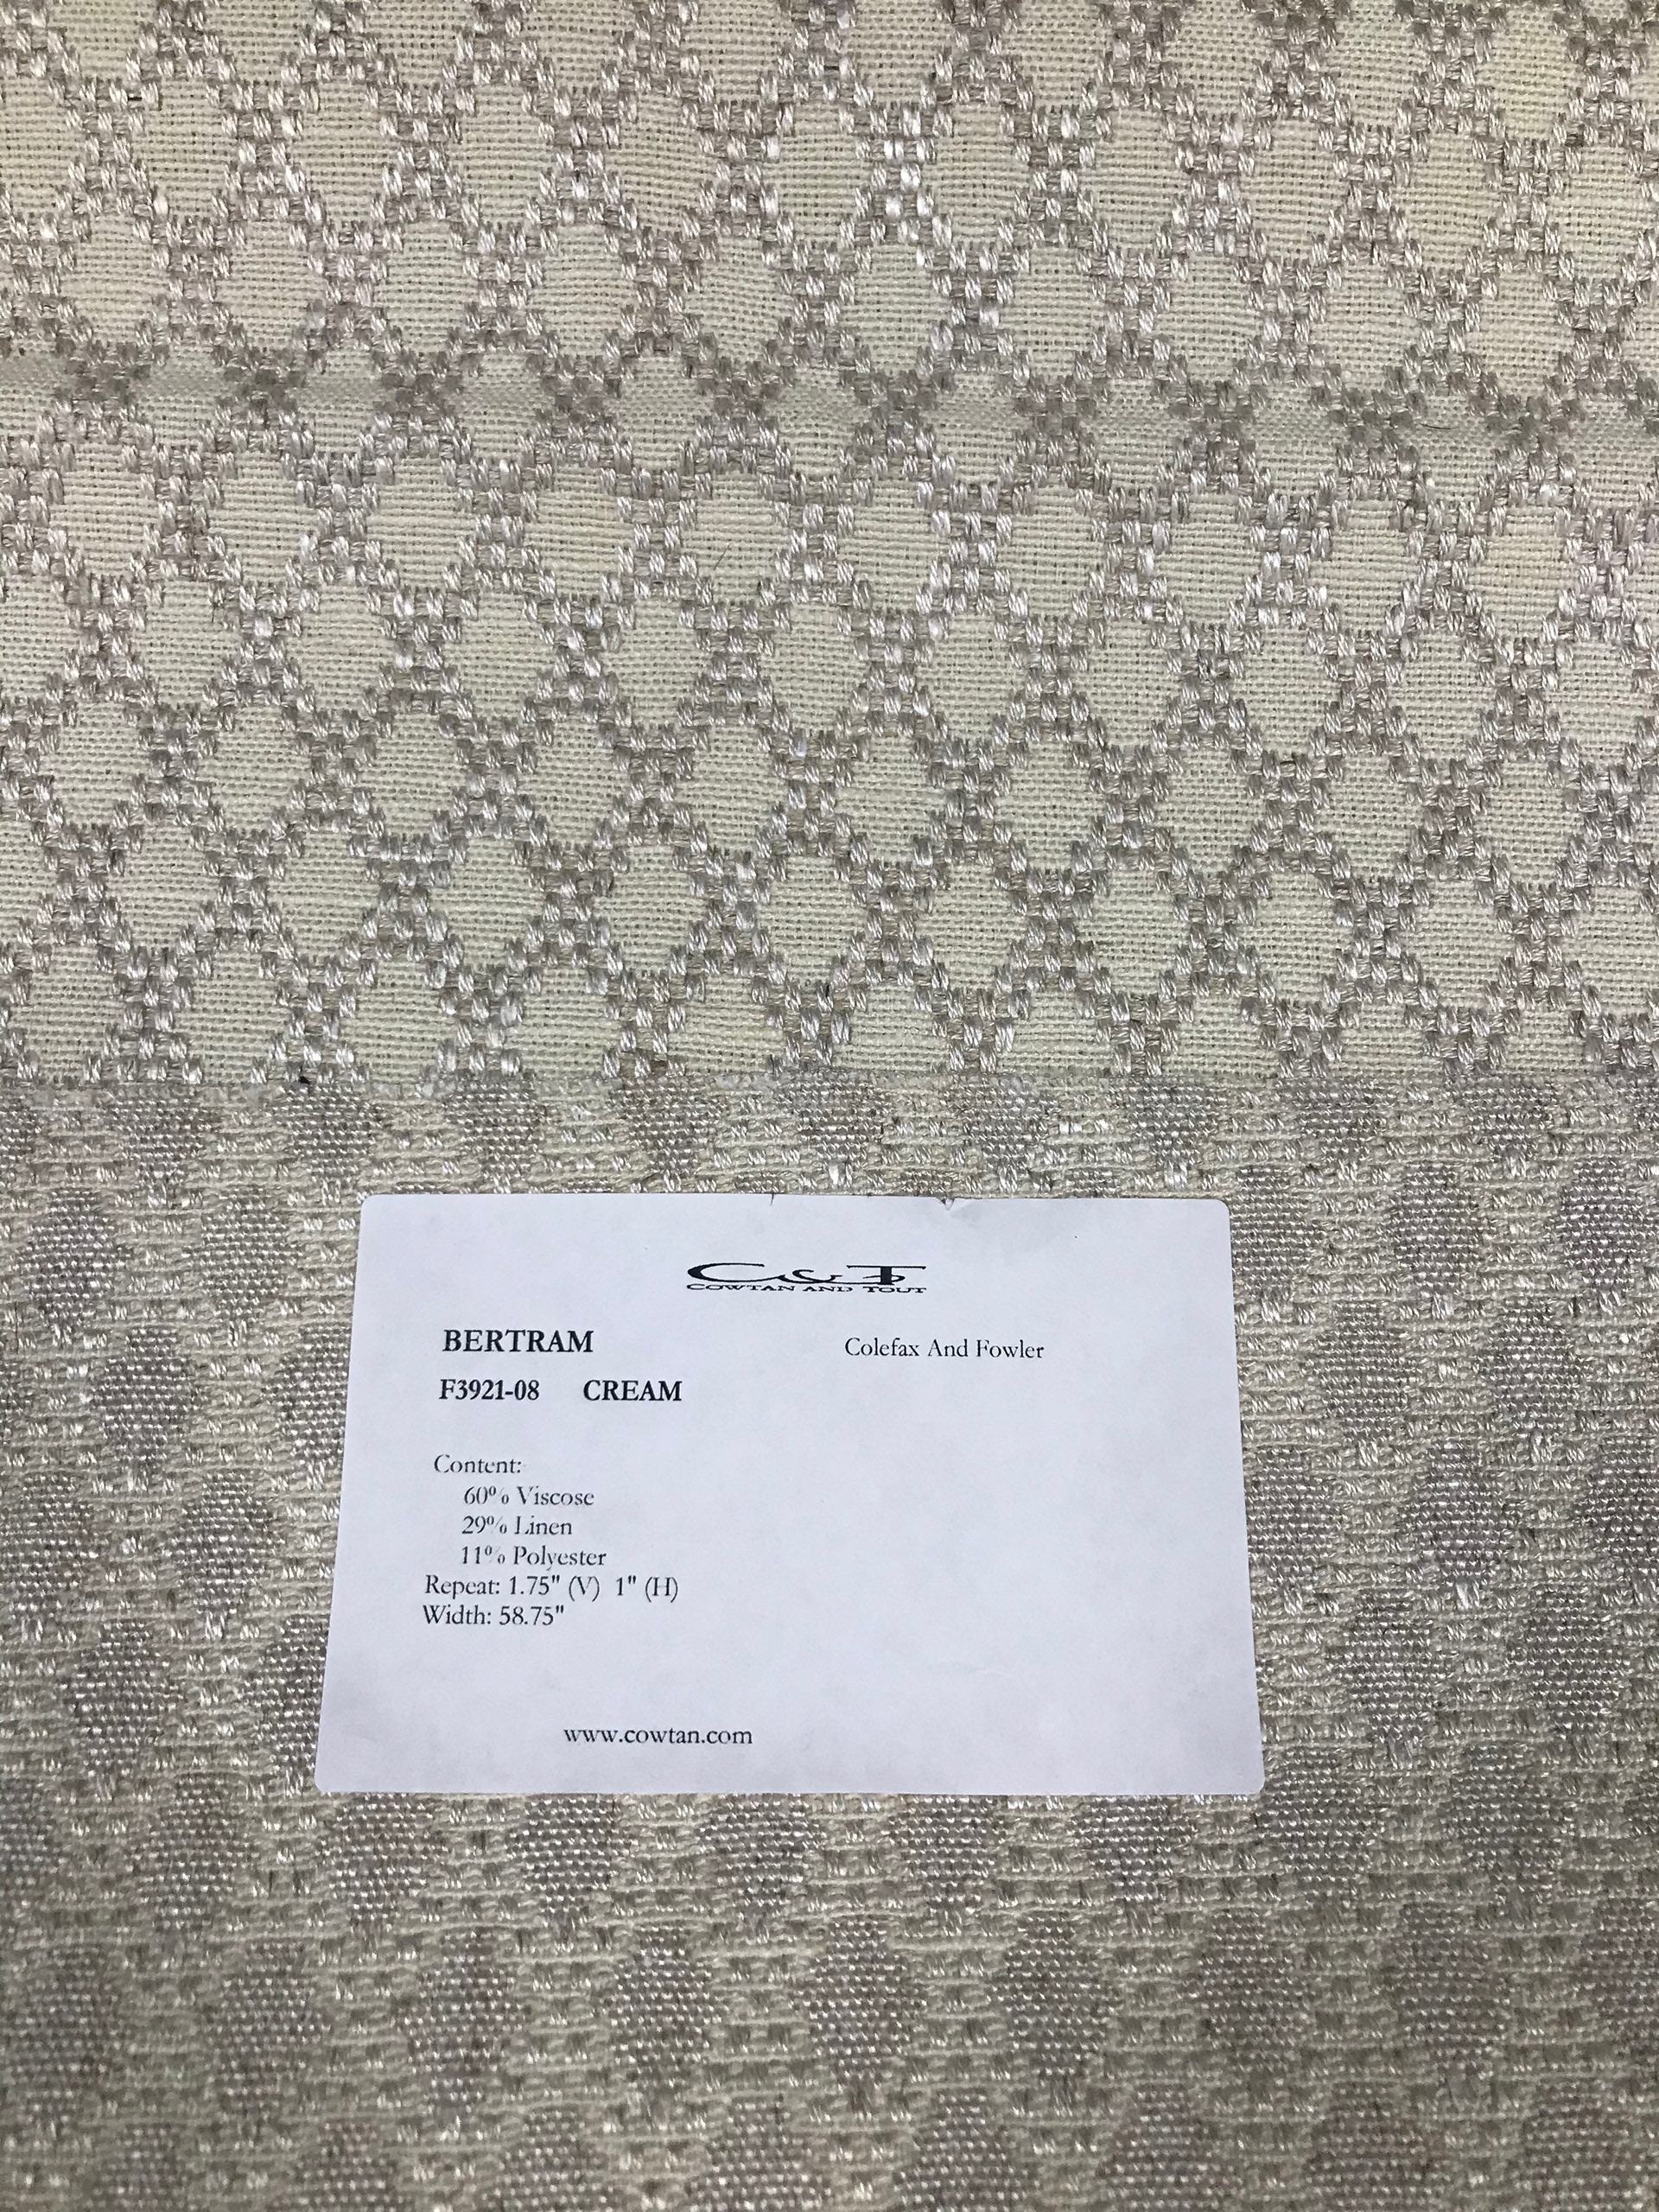 C&T
COWTAN AND TOUT
BERTRAM Colefax And Fowler
F3921-08 CREAM
Content:
60% Viscose
29% Linen
11% Polyester
Repeat: 1.75" (V) 1" (H)
Width: 58.75"
www.cowtan.com